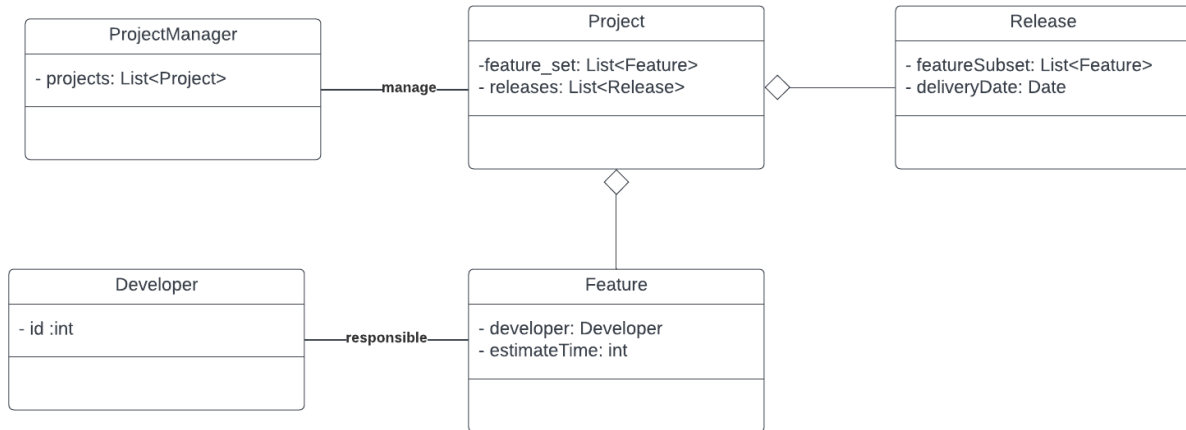 ProjectManager
- projects: List<Project>
manage
Project
-feature_set: List<Feature>
- releases: List<Release>
Release
- featureSubset: List<Feature>
- deliveryDate: Date
Developer
- id :int
responsible
Feature
- developer: Developer
- estimateTime: int